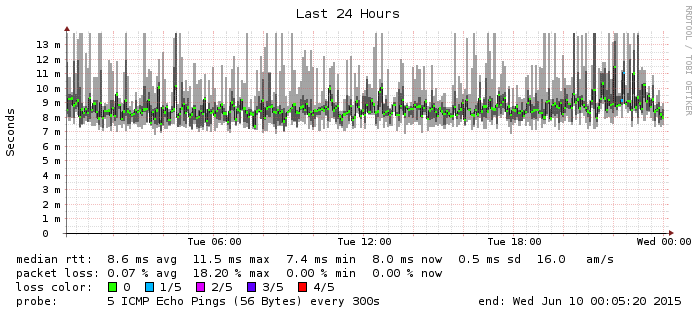 Last 24 Hours
RRDTOOL / TOBI OETIKER
Seconds
13 m
12 m
11 m
10 m
9 m
8 m
7 m
6 m
5 m
4 m
3 m
2 m
1 m
0
Tue 06:00 Tue 12:00 Tue 18:00 Wed 00:00
median rtt: 8.6 ms avg 11.5 ms max 7.4 ms min 8.0 ms now 0.5 ms sd 16.0 am/s
packet loss: 0.07 % avg 18.20 % max 0.00 % min 0.00 % now
loss color: 0 1/5 2/5 3/5 4/5
probe: 5 ICMP Echo Pings (56 Bytes) every 300s end: Wed Jun 10 00:05:20 2015